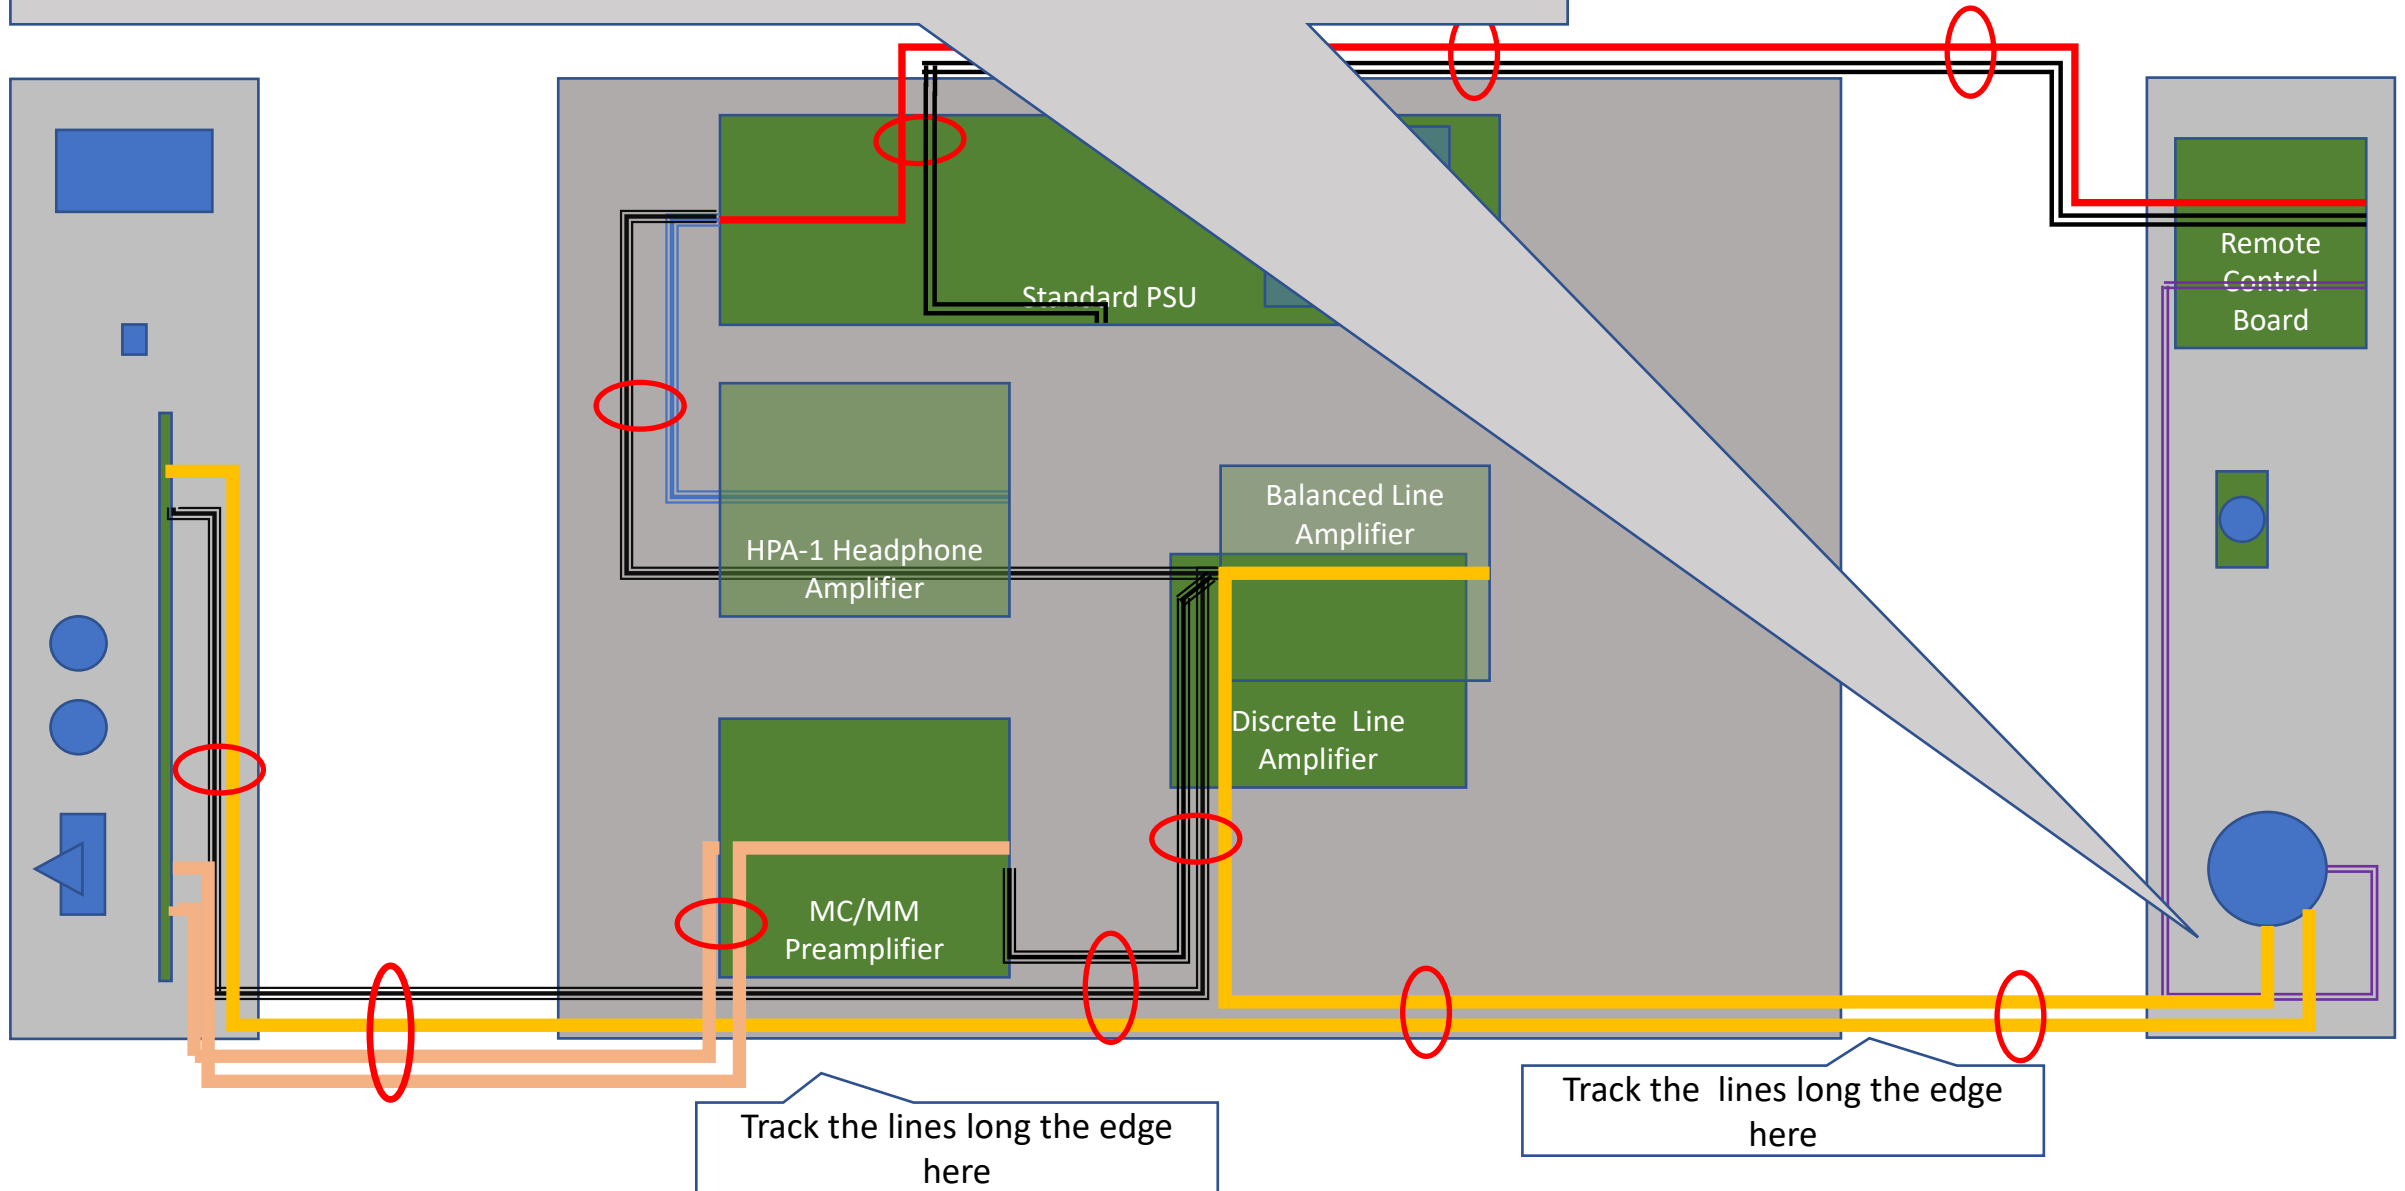 Remote
Control
Board
Standard PSU
Balanced Line
Amplifier
HPA-1 Headphone
Amplifier
Discrete  Line
Amplifier
MC/MM
Preamplifier
Track the  lines long the edge
here
Track the lines long the edge
here